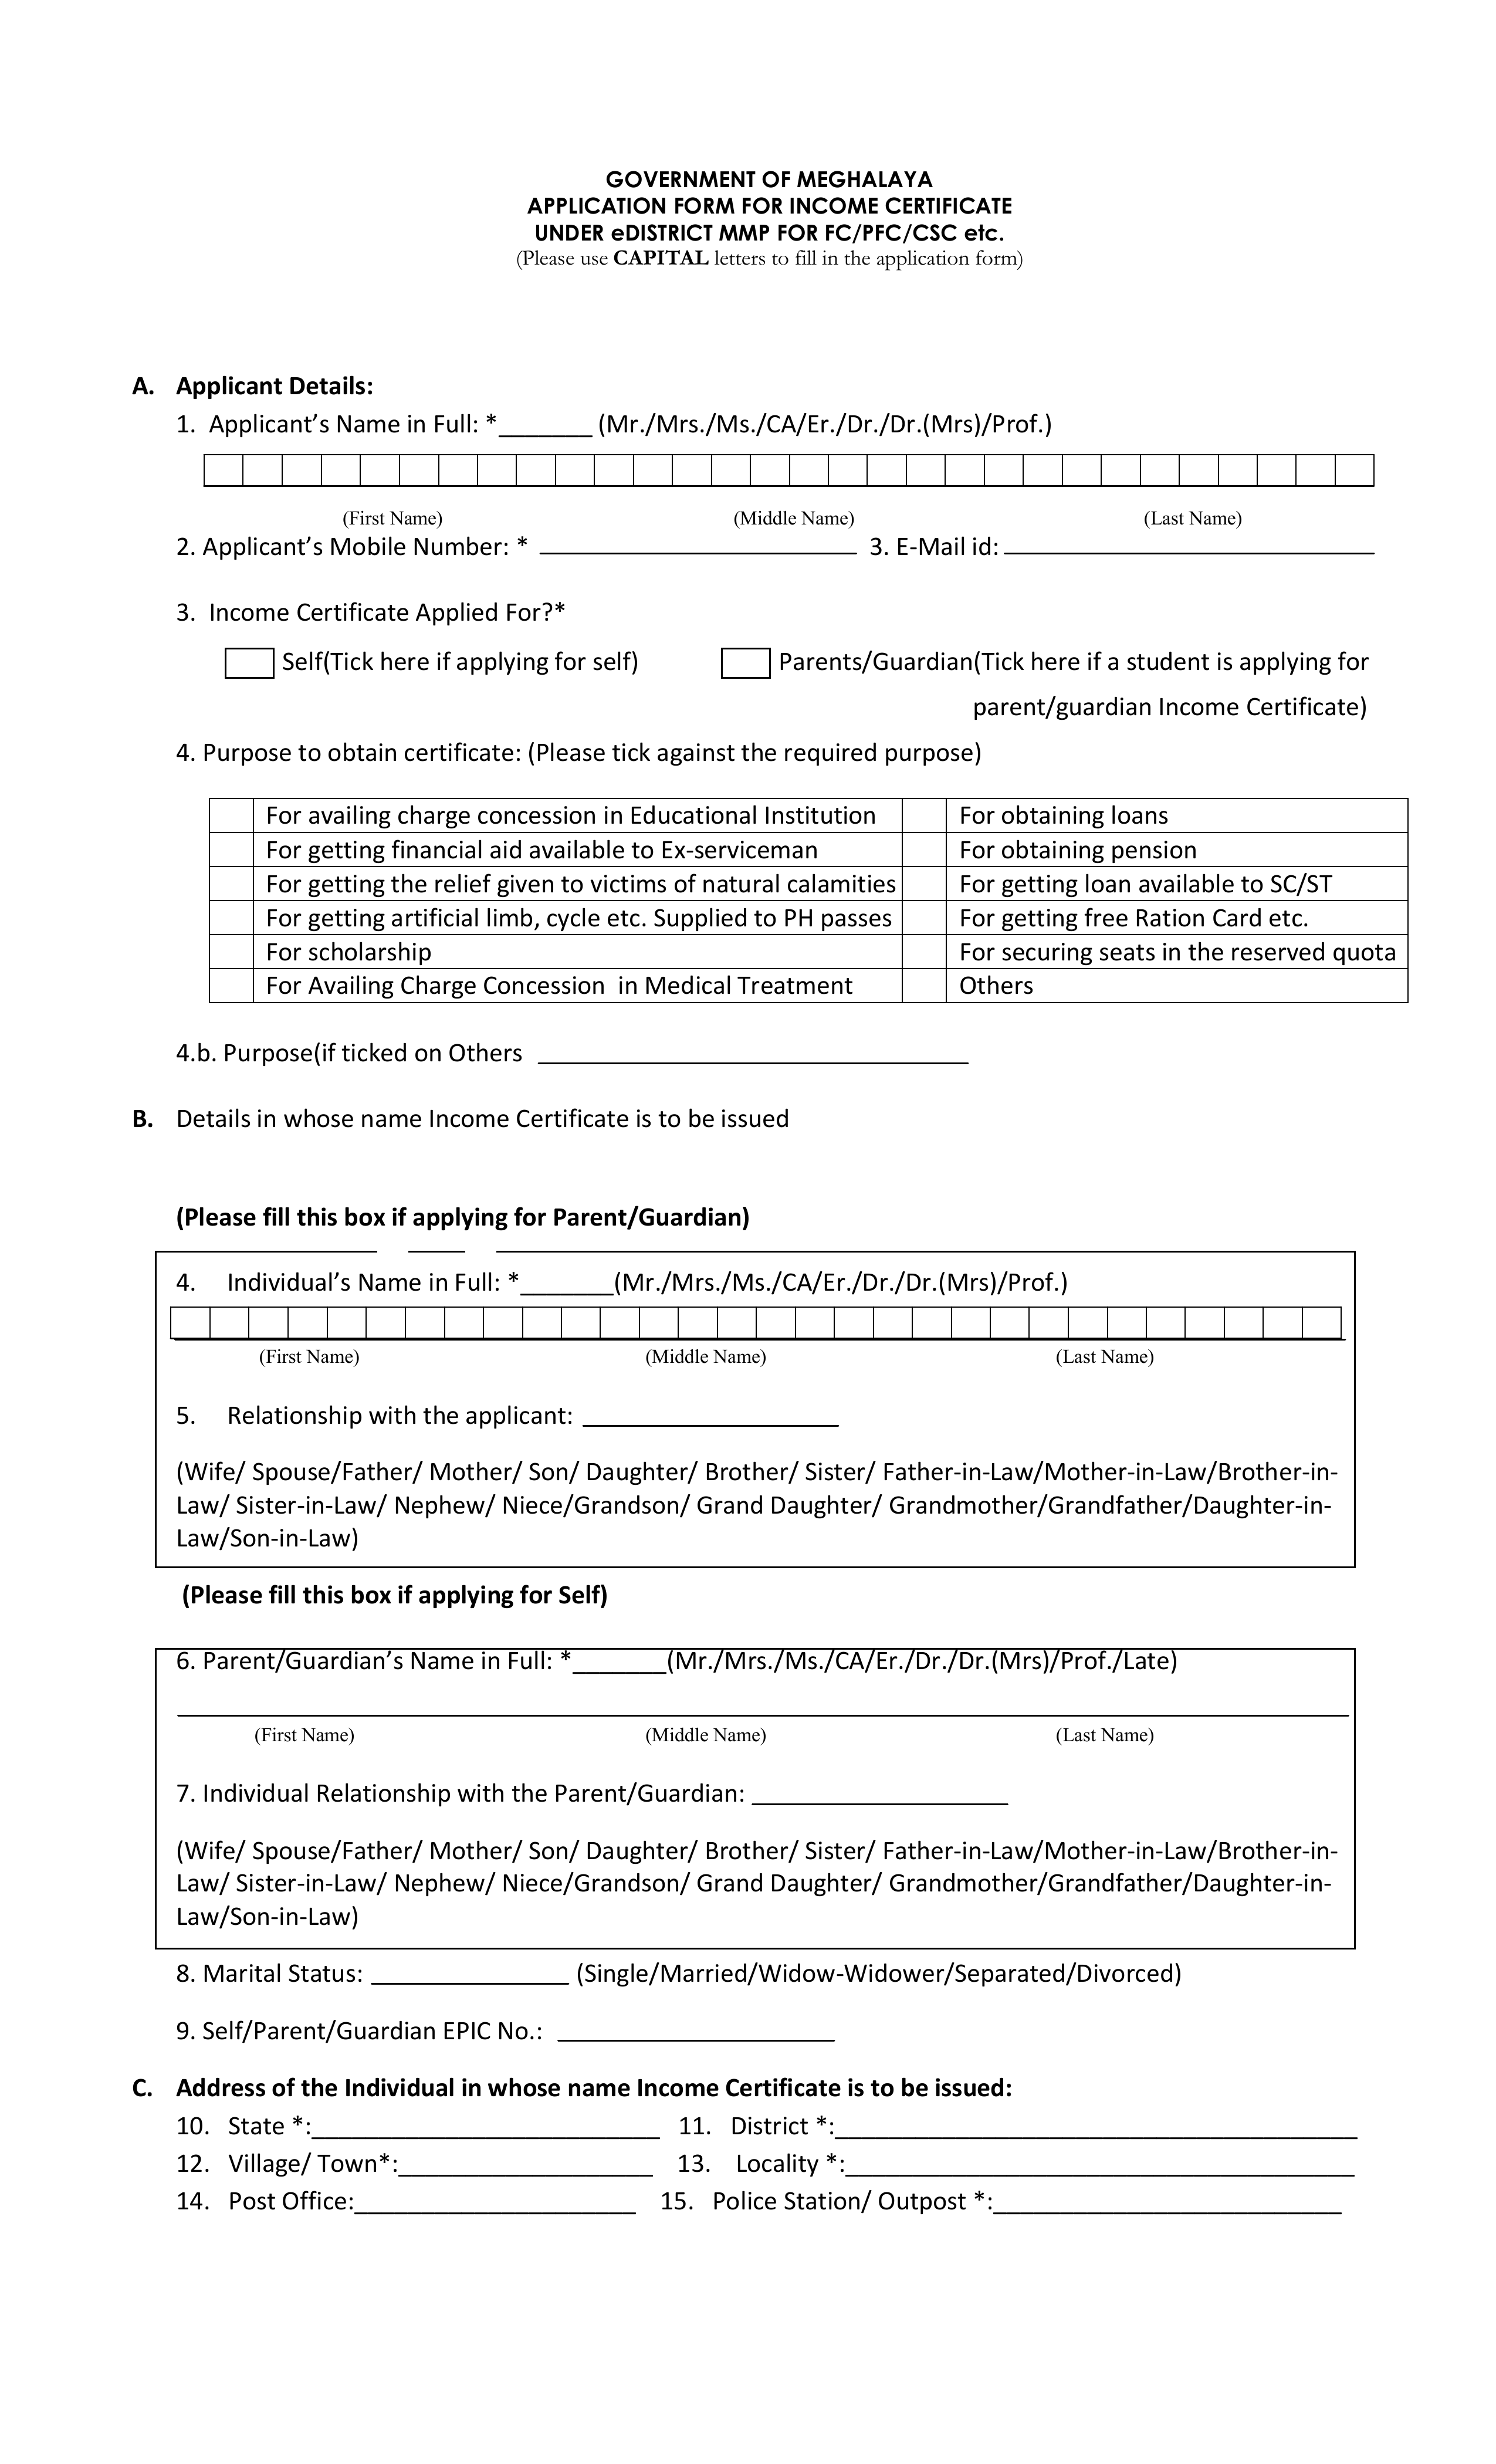 GOVERNMENT OF MEGHALAYA
APPLICATION FORM FOR INCOME CERTIFICATE
UNDER eDISTRICT MMP FOR FC/PFC/CSC etc.
(Please use CAPITAL letters to fill in the application form)
A. Applicant Details:
1. Applicant’s Name in Full: *_______ (Mr./Mrs./Ms./CA/Er./Dr./Dr.(Mrs)/Prof.)
(First Name) (Middle Name) (Last Name)
2. Applicant’s Mobile Number: * ________________________ 3. E-Mail id: ____________________________
3. Income Certificate Applied For?*
Self(Tick here if applying for self) Parents/Guardian(Tick here if a student is applying for
parent/guardian Income Certificate)
4. Purpose to obtain certificate: (Please tick against the required purpose)
For availing charge concession in Educational Institution For obtaining loans
For getting financial aid available to Ex-serviceman For obtaining pension
For getting the relief given to victims of natural calamities For getting loan available to SC/ST
For getting artificial limb, cycle etc. Supplied to PH passes For getting free Ration Card etc.
For scholarship For securing seats in the reserved quota
For Availing Charge Concession in Medical Treatment Others
4.b. Purpose(if ticked on Others ________________________________
B. Details in whose name Income Certificate is to be issued
(Please fill this box if applying for Parent/Guardian)
4. Individual’s Name in Full: *_______(Mr./Mrs./Ms./CA/Er./Dr./Dr.(Mrs)/Prof.)
(First Name) (Middle Name) (Last Name)
5. Relationship with the applicant: ___________________
(Wife/ Spouse/Father/ Mother/ Son/ Daughter/ Brother/ Sister/ Father-in-Law/Mother-in-Law/Brother-in-
Law/ Sister-in-Law/ Nephew/ Niece/Grandson/ Grand Daughter/ Grandmother/Grandfather/Daughter-in-
Law/Son-in-Law)
(Please fill this box if applying for Self)
6. Parent/Guardian’s Name in Full: *_______(Mr./Mrs./Ms./CA/Er./Dr./Dr.(Mrs)/Prof./Late)
(First Name) (Middle Name) (Last Name)
7. Individual Relationship with the Parent/Guardian: ___________________
(Wife/ Spouse/Father/ Mother/ Son/ Daughter/ Brother/ Sister/ Father-in-Law/Mother-in-Law/Brother-in-
Law/ Sister-in-Law/ Nephew/ Niece/Grandson/ Grand Daughter/ Grandmother/Grandfather/Daughter-in-
Law/Son-in-Law)
8. Marital Status: _______________ (Single/Married/Widow-Widower/Separated/Divorced)
9. Self/Parent/Guardian EPIC No.: _____________________
C. Address of the Individual in whose name Income Certificate is to be issued:
10. State *:__________________________ 11. District *:_______________________________________
12. Village/ Town*:___________________ 13. Locality *:______________________________________
14. Post Office:_____________________ 15. Police Station/ Outpost *:__________________________